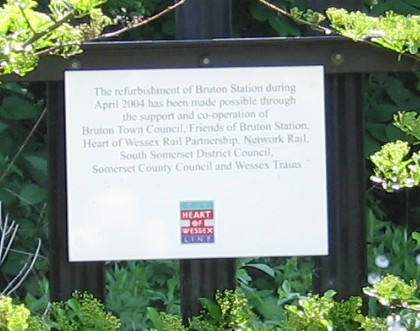 The refurbishment of Bruton Station during
April 2004 has been made possible through
the support and co-operation of
Bruton Town Council, Friends of Bruton Station,
Heart of Wessex Rail Partnership, Network Rail,
South Somerset District Council,
Somerset County Council and Wessex Trains
THE
HEART
OF
WESSEX
LINE